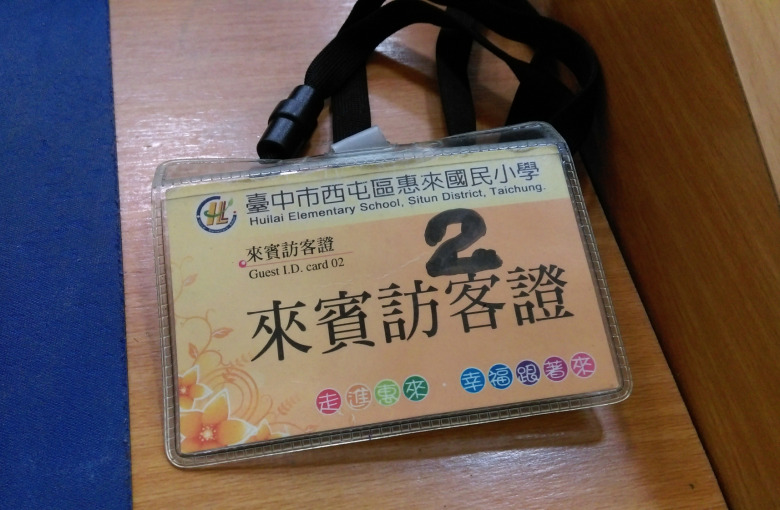 臺中市西屯區惠來國民小學
Huilai Elementary School, Situn District, Taichung.
來賓訪客證
Guest I.D. card 02
2
來賓訪客證
走進惠來 幸福跟著來